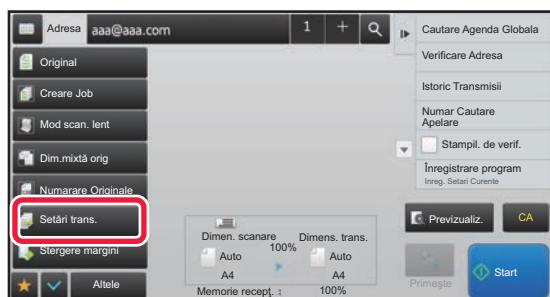 Adresa aaa@aaa.com 1 +
Original
Creare Job
Mod scan. lent
Dim.mixtă orig
Numarare Originale
Setări trans.
Stergere margini
Altele
Dimen. scanare
100%
Dimens. trans.
Auto
Auto
A4
A4
Memorie recepţ. :
100%
Cautare Agenda Globala
Verificare Adresa
Istoric Transmisii
Numar Cautare
Apelare
Stampil. de verif.
Înregistrare program
Inreg. Setari Curente
Previzualiz.
CA
Primeşte
Start